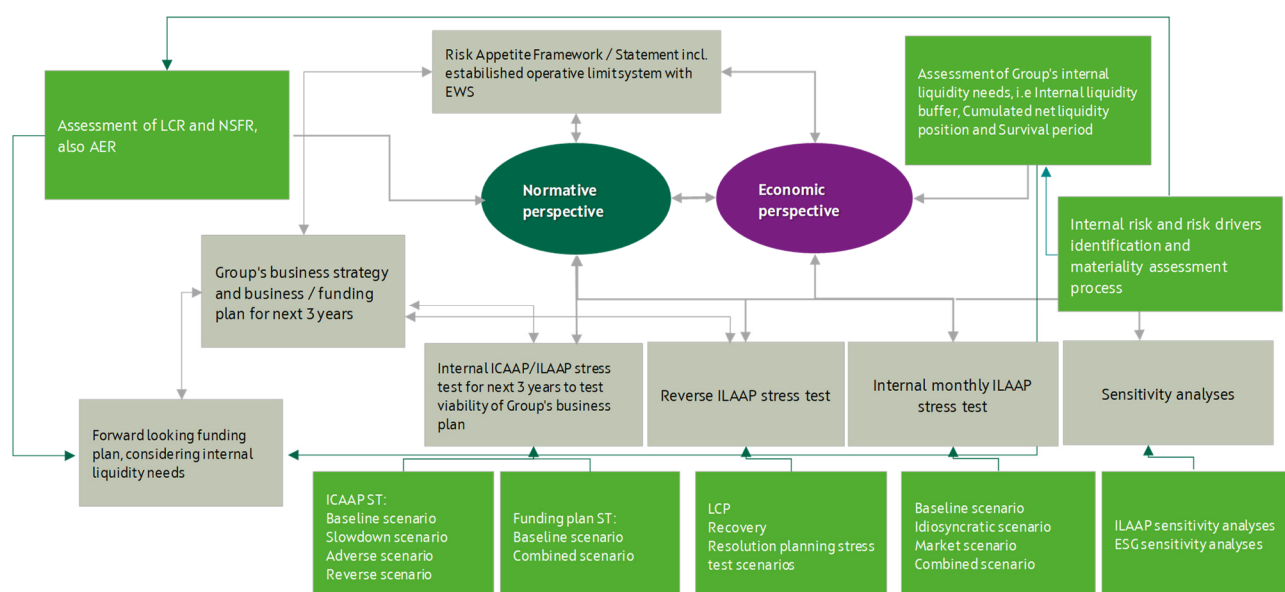 Risk Appetite Framework / Statement incl.
estabilished operative limit system with
EWS
Assessment of Group's internal
liquidity needs, i.e Internal liquidity
buffer, Cumulated net liquidity
position and Survival period
Assessment of LCR and NSFR,
also AER
Normative
perspective
Economic
perspective
Internal risk and risk drivers
identification and
materiality assessment
process
Group's business strategy
and business / funding
plan for next 3 years
Internal ICAAP/ILAAP stress
test for next 3 years to test
viability of Group's business
plan
Reverse ILAAP stress test
Internal monthly ILAAP
stress test
Sensitivity analyses
Forward looking funding
plan, considering internal
liquidity needs
ICAAP ST:
Baseline scenario
Slowdown scenario
Adverse scenario
Reverse scenario
Funding plan ST:
Baseline scenario
Combined scenario
LCP
Recovery
Resolution planning stress
test scenarios
Baseline scenario
Idiosyncratic scenario
Market scenario
Combined scenario
ILAAP sensitivity analyses
ESG sensitivity analyses